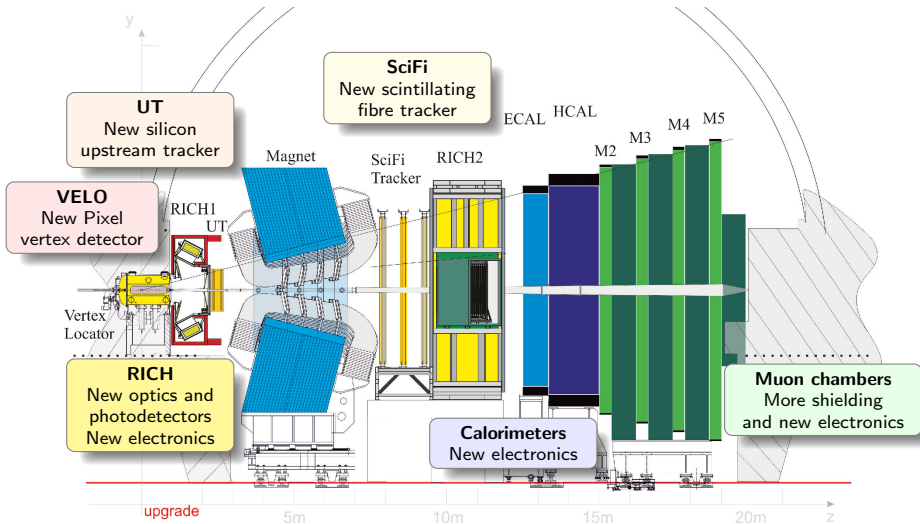 y
SciFi
New scintillating
fibre tracker
UT
New silicon
upstream tracker
VELO
New Pixel
vertex detector
ECAL
HCAL
M2
M3
M4
M5
Magnet
SciFi
Tracker
RICH2
RICH1
UT
Vertex
Locator
RICH
New optics and
photodetectors
New electronics
Calorimeters
New electronics
Muon chambers
More shielding
and new electronics
upgrade
5m
10m
15m
20m
z